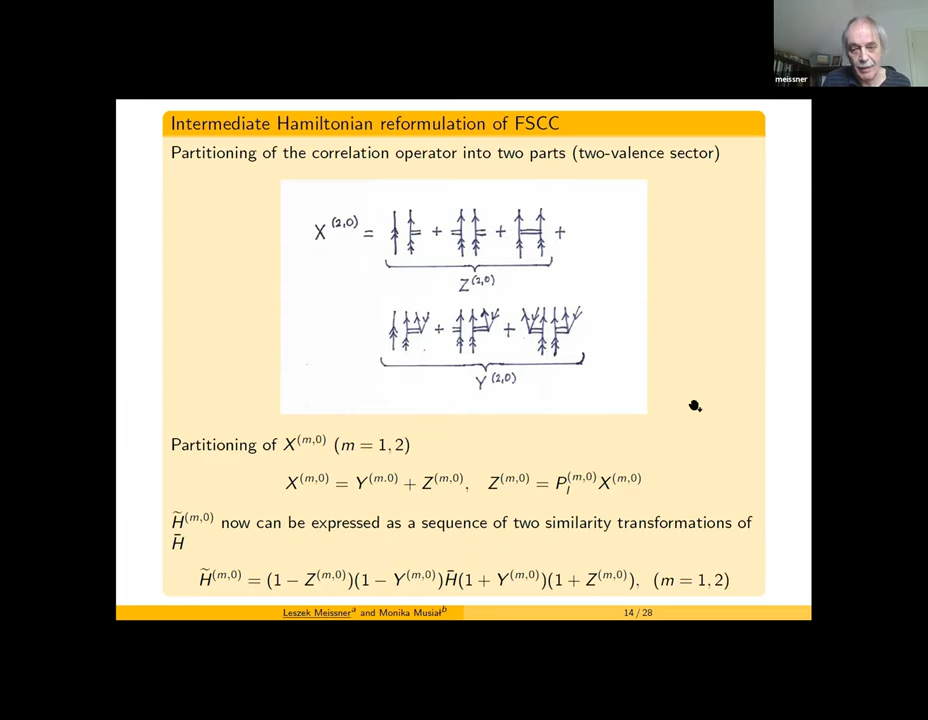 meissner
Intermediate Hamiltonian reformulation of FSCC
Partitioning of the correlation operator into two parts (two-valence sector)
X^(2,0) = + + +
Z^(2,0)
+ +
Y^(2,0)
Partitioning of X^(m,0) (m = 1, 2)
X^(m,0) = Y^(m.0) + Z^(m,0), Z^(m,0) = P_I^(m,0) X^(m,0)
H̃^(m,0) now can be expressed as a sequence of two similarity transformations of
H̄
H̃^(m,0) = (1 − Z^(m,0))(1 − Y^(m,0))H̄(1 + Y^(m,0))(1 + Z^(m,0)), (m = 1, 2)
Leszek Meissner^a and Monika Musiał^b 14 / 28